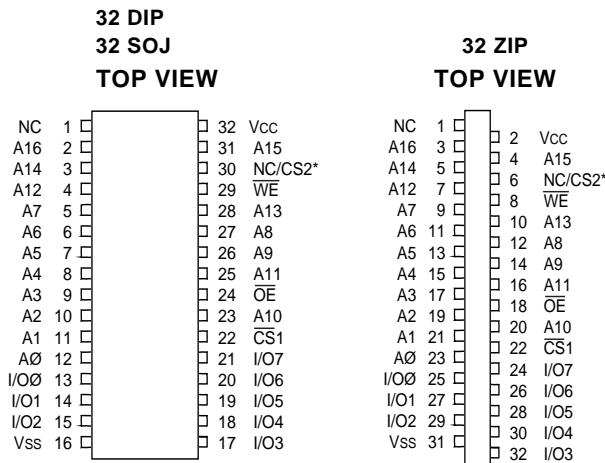 32 DIP
32 SOJ
TOP VIEW
NC 1 32 Vcc
A16 2 31 A15
A14 3 30 NC/CS2*
A12 4 29 WE
A7 5 28 A13
A6 6 27 A8
A5 7 26 A9
A4 8 25 A11
A3 9 24 OE
A2 10 23 A10
A1 11 22 CS1
AØ 12 21 I/O7
I/OØ 13 20 I/O6
I/O1 14 19 I/O5
I/O2 15 18 I/O4
Vss 16 17 I/O3
32 ZIP
TOP VIEW
NC 1
2 Vcc
A16 3
4 A15
A14 5
6 NC/CS2*
A12 7
8 WE
A7 9
10 A13
A6 11
12 A8
A5 13
14 A9
A4 15
16 A11
A3 17
18 OE
A2 19
20 A10
A1 21
22 CS1
AØ 23
24 I/O7
I/OØ 25
26 I/O6
I/O1 27
28 I/O5
I/O2 29
30 I/O4
Vss 31
32 I/O3